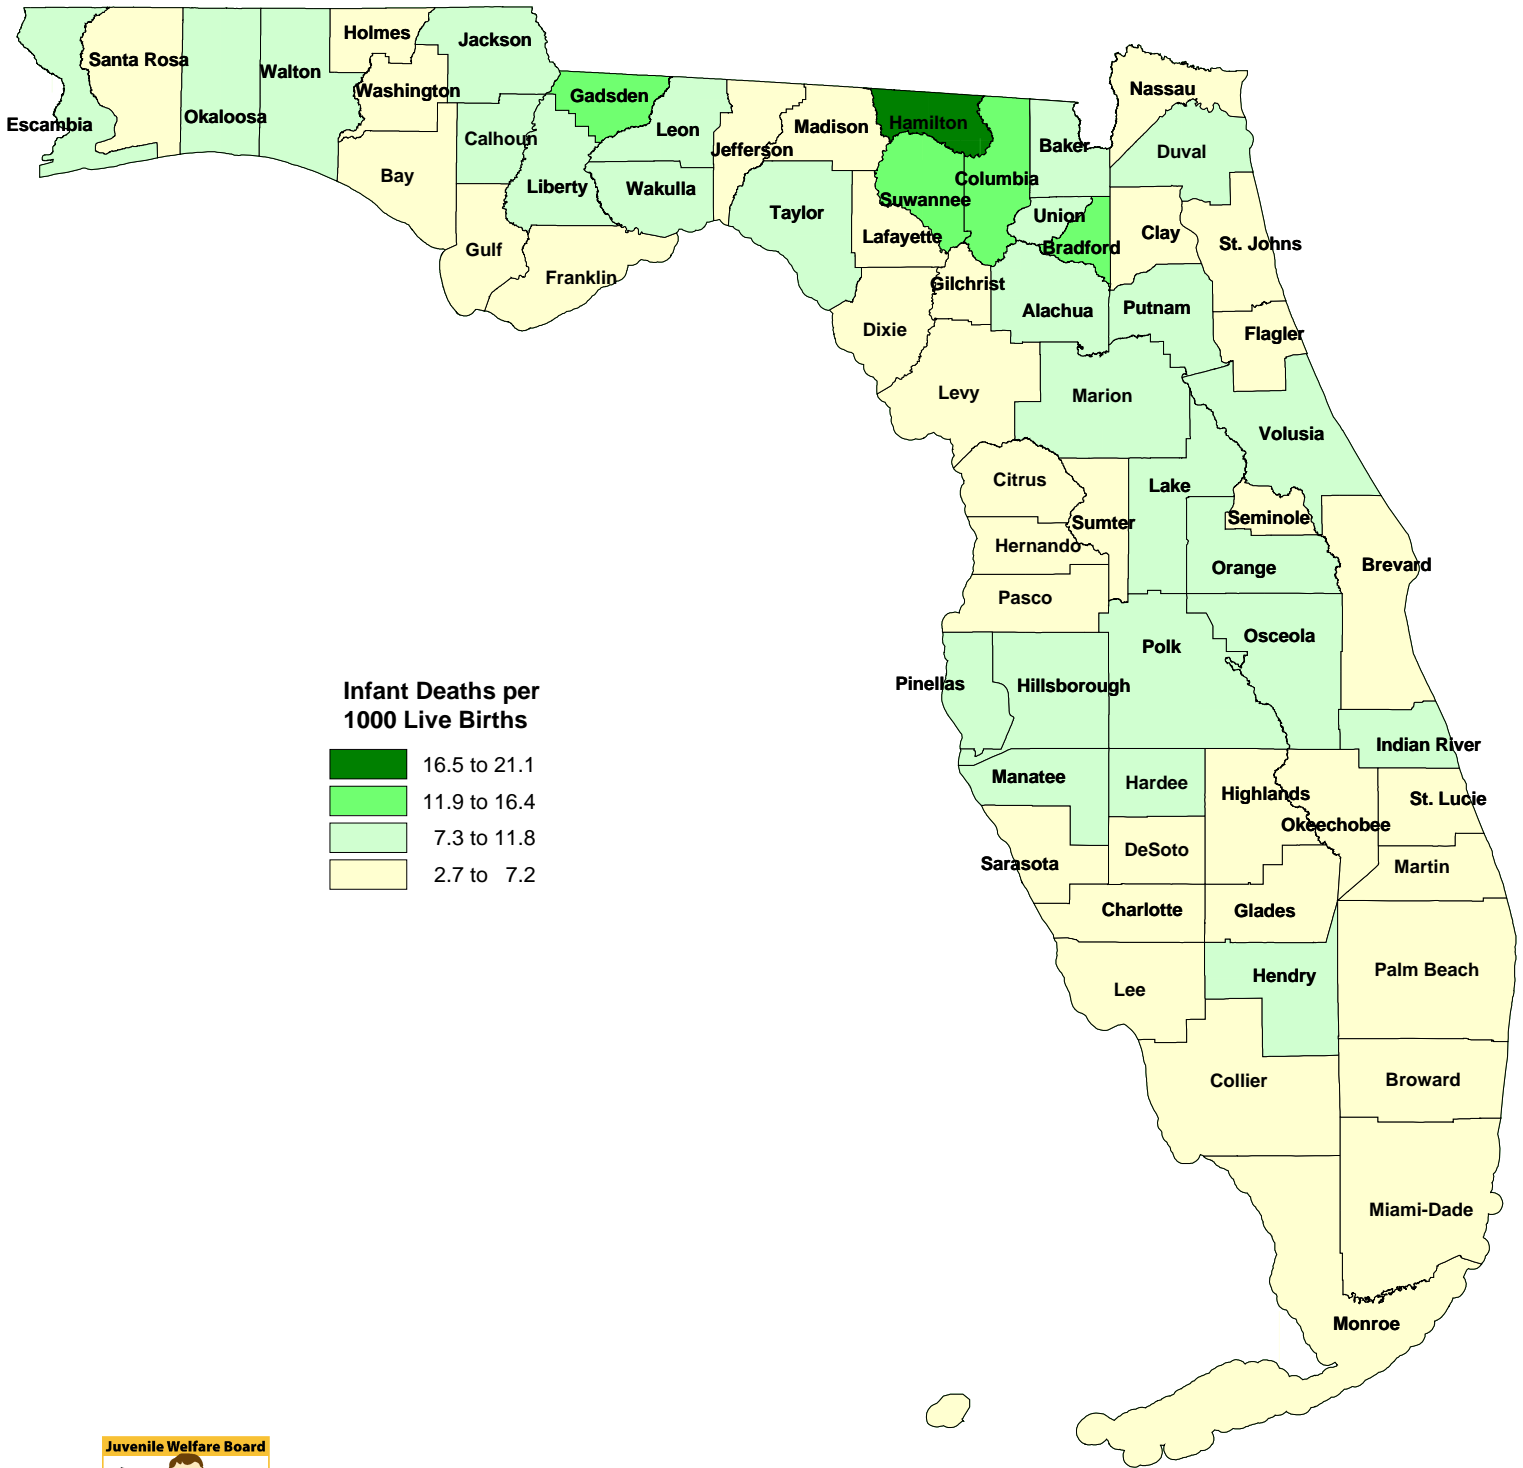 Holmes
Jackson
Santa Rosa
Walton
Washington
Nassau
Gadsden
Okaloosa
Escambia
Leon
Madison
Hamilton
Calhoun
Jefferson
Baker
Duval
Bay
Liberty
Wakulla
Columbia
Suwannee
Taylor
Union
Lafayette
Bradford
Clay
St. Johns
Gulf
Franklin
Gilchrist
Alachua
Putnam
Dixie
Flagler
Levy
Marion
Volusia
Citrus
Lake
Sumter
Seminole
Hernando
Orange
Brevard
Pasco
Osceola
Polk
Pinellas
Hillsborough
Indian River
Manatee
Hardee
Highlands
St. Lucie
Okeechobee
DeSoto
Sarasota
Martin
Charlotte
Glades
Palm Beach
Hendry
Lee
Collier
Broward
Miami-Dade
Monroe
Infant Deaths per
1000 Live Births
16.5 to 21.1
11.9 to 16.4
7.3 to 11.8
2.7 to 7.2
Juvenile Welfare Board